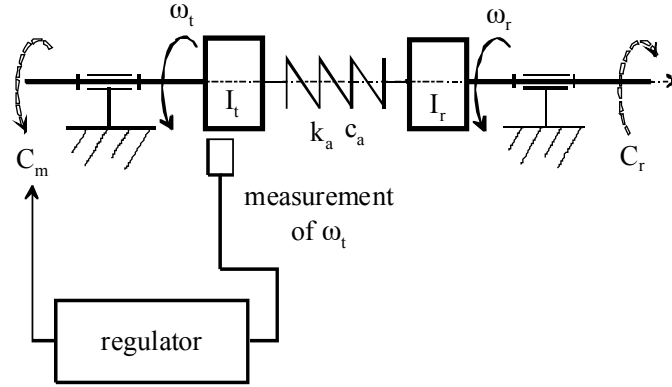 ω_t ω_r
I_t I_r
k_a c_a
C_m C_r
measurement
of ω_t
regulator